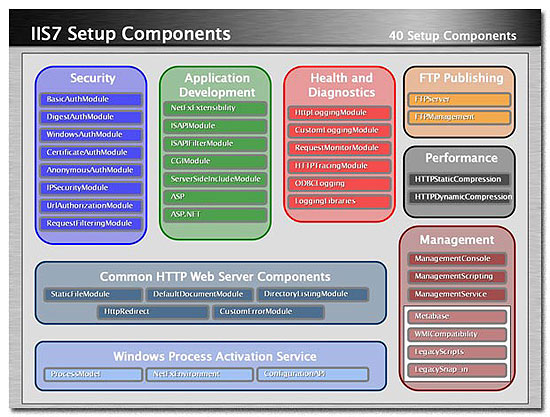 IIS7 Setup Components
40 Setup Components
Security
BasicAuthModule
DigestAuthModule
WindowsAuthModule
CertificateAuthModule
AnonymousAuthModule
IPSecurityModule
UrlAuthorizationModule
RequestFilteringModule
Application
Development
NetFxExtensibility
ISAPIModule
ISAPIFilterModule
CGIModule
ServerSideIncludeModule
ASP
ASP.NET
Health and
Diagnostics
HttpLoggingModule
CustomLoggingModule
RequestMonitorModule
HTTPTracingModule
ODBCLogging
LoggingLibraries
FTP Publishing
FTPServer
FTPManagement
Performance
HTTPStaticCompression
HTTPDynamicCompression
Management
ManagementConsole
ManagementScripting
ManagementService
Metabase
WMICompatibility
LegacyScripts
LegacySnap-in
Common HTTP Web Server Components
StaticFileModule
DefaultDocumentModule
DirectoryListingModule
HttpRedirect
CustomErrorModule
Windows Process Activation Service
ProcessModel
NetFxEnvironment
ConfigurationAPI